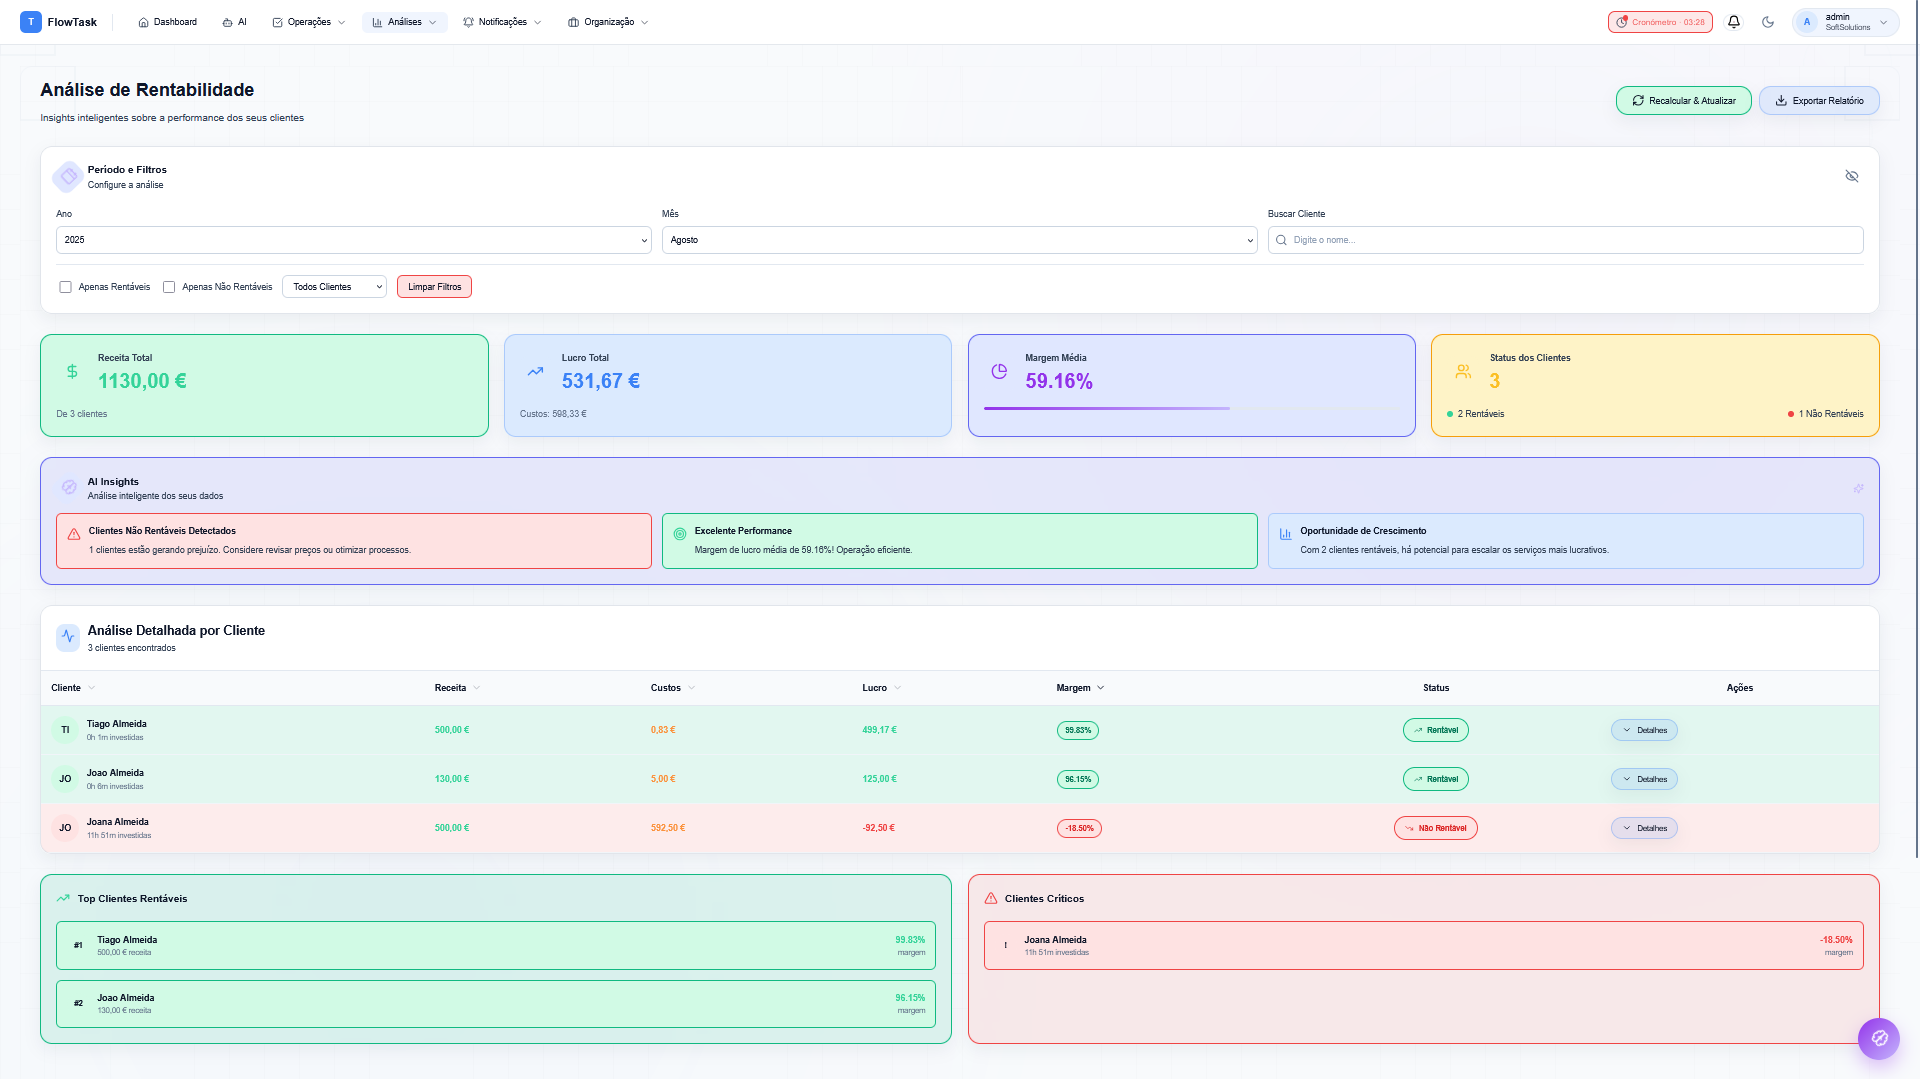 T FlowTask Dashboard AI Operações Análises Notificações Organização Cronómetro · 03:28 A admin
SoftSolutions
Análise de Rentabilidade
Insights inteligentes sobre a performance dos seus clientes
Recalcular & Atualizar Exportar Relatório
Período e Filtros
Configure a análise
Ano Mês Buscar Cliente
2025 Agosto Digite o nome...
Apenas Rentáveis Apenas Não Rentáveis Todos Clientes Limpar Filtros
Receita Total
1130,00 €
De 3 clientes
Lucro Total
531,67 €
Custos: 598,33 €
Margem Média
59.16%
Status dos Clientes
3
2 Rentáveis 1 Não Rentáveis
AI Insights
Análise inteligente dos seus dados
Clientes Não Rentáveis Detectados
1 clientes estão gerando prejuízo. Considere revisar preços ou otimizar processos.
Excelente Performance
Margem de lucro média de 59.16%! Operação eficiente.
Oportunidade de Crescimento
Com 2 clientes rentáveis, há potencial para escalar os serviços mais lucrativos.
Análise Detalhada por Cliente
3 clientes encontrados
Cliente Receita Custos Lucro Margem Status Ações
TI Tiago Almeida 500,00 € 0,83 € 499,17 € 99.83% Rentável Detalhes
0h 1m investidas
JO Joao Almeida 130,00 € 5,00 € 125,00 € 96.15% Rentável Detalhes
0h 6m investidas
JO Joana Almeida 500,00 € 592,50 € -92,50 € -18.50% Não Rentável Detalhes
11h 51m investidas
Top Clientes Rentáveis
#1 Tiago Almeida 99.83%
500,00 € receita margem
#2 Joao Almeida 96.15%
130,00 € receita margem
Clientes Críticos
! Joana Almeida -18.50%
11h 51m investidas margem